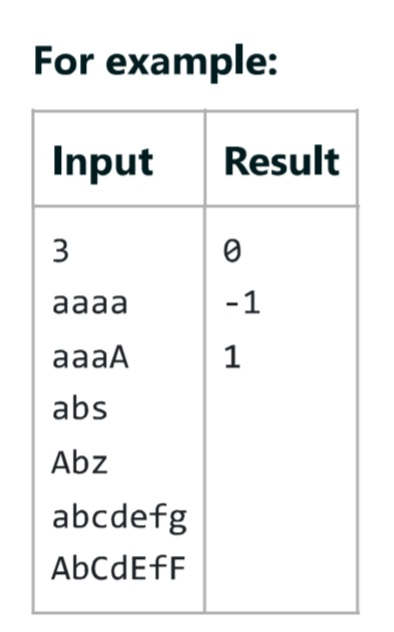 For example:
Input Result
3 0
aaaa -1
aaaA 1
abs
Abz
abcdefg
AbCdEfF